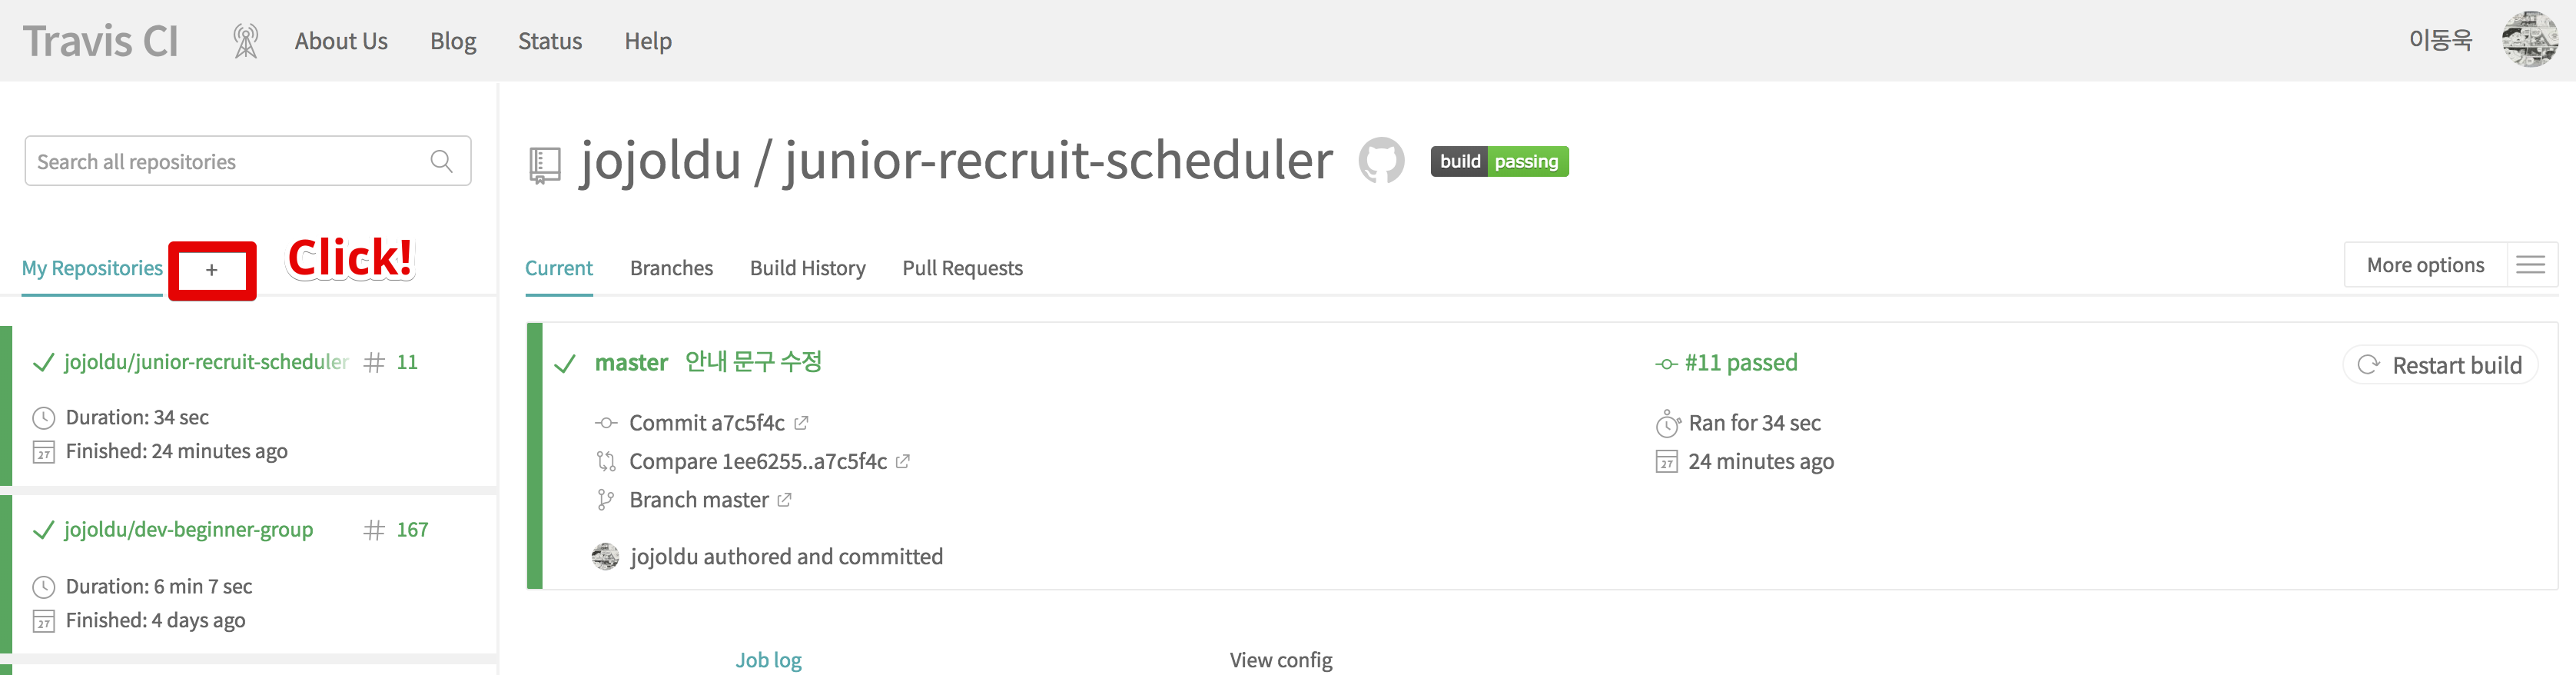 Travis CI About Us Blog Status Help 이동욱
Search all repositories
jojoldu / junior-recruit-scheduler build passing
My Repositories + Click!
Current Branches Build History Pull Requests More options
jojoldu/junior-recruit-scheduler # 11
Duration: 34 sec
27 Finished: 24 minutes ago
jojoldu/dev-beginner-group # 167
Duration: 6 min 7 sec
27 Finished: 4 days ago
master 안내 문구 수정
Commit a7c5f4c
Compare 1ee6255..a7c5f4c
Branch master
jojoldu authored and committed
#11 passed
Ran for 34 sec
27 24 minutes ago
Restart build
Job log View config